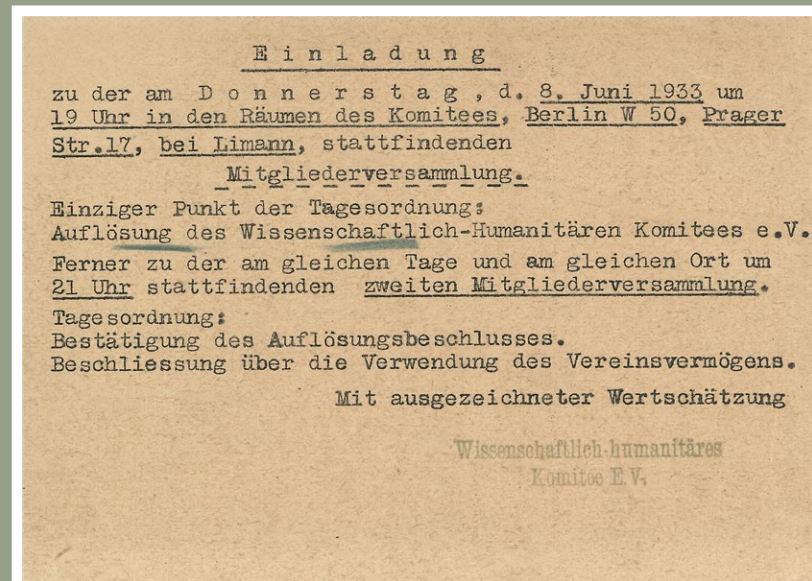 Einladung
zu der am Donnerstag, d. 8. Juni 1933 um
19 Uhr in den Räumen des Komitees, Berlin W 50, Prager
Str.17, bei Limann, stattfindenden
Mitgliederversammlung.
Einziger Punkt der Tagesordnung:
Auflösung des Wissenschaftlich-Humanitären Komitees e.V.
Ferner zu der am gleichen Tage und am gleichen Ort um
21 Uhr stattfindenden zweiten Mitgliederversammlung.
Tagesordnung:
Bestätigung des Auflösungsbeschlusses.
Beschliessung über die Verwendung des Vereinsvermögens.
Mit ausgezeichneter Wertschätzung
Wissenschaftlich-humanitäres
Komitee E.V.